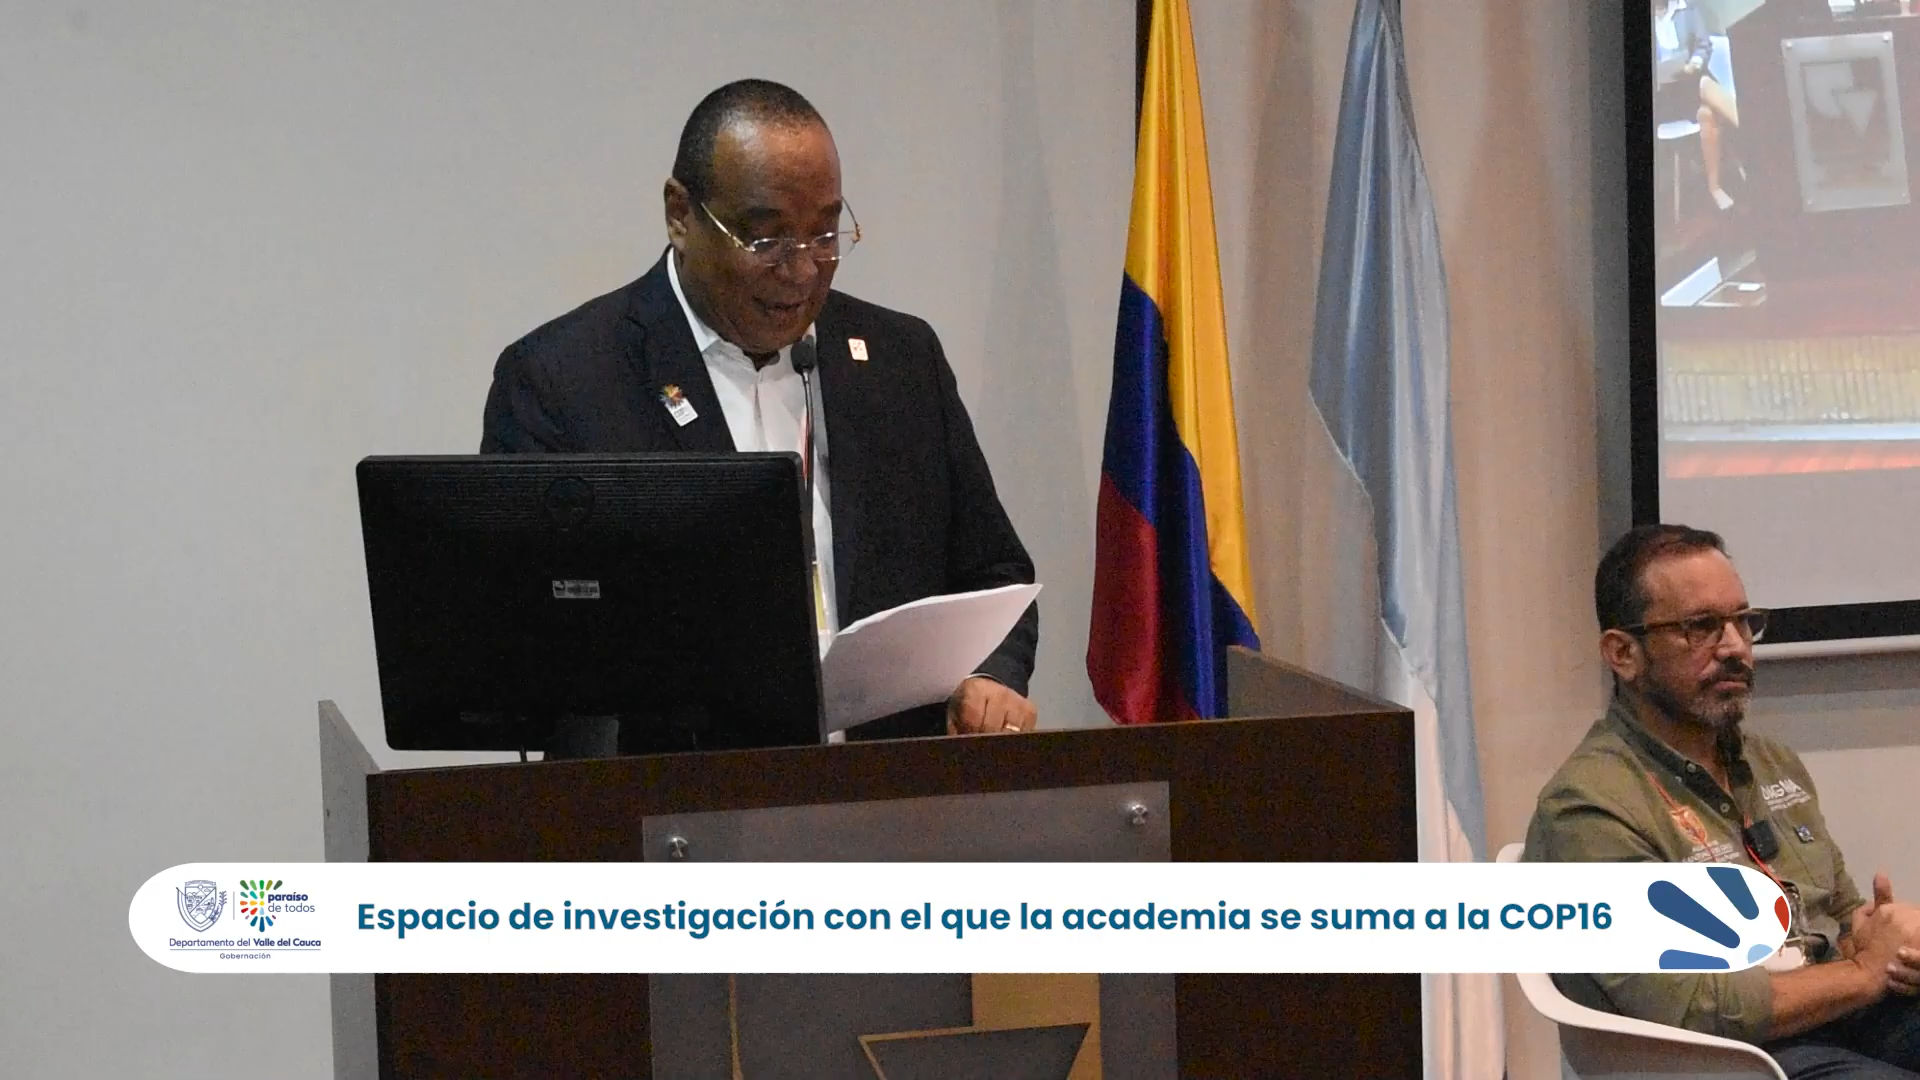 COP16
paraíso
de todos
Departamento del Valle del Cauca
Gobernación
Espacio de investigación con el que la academia se suma a la COP16